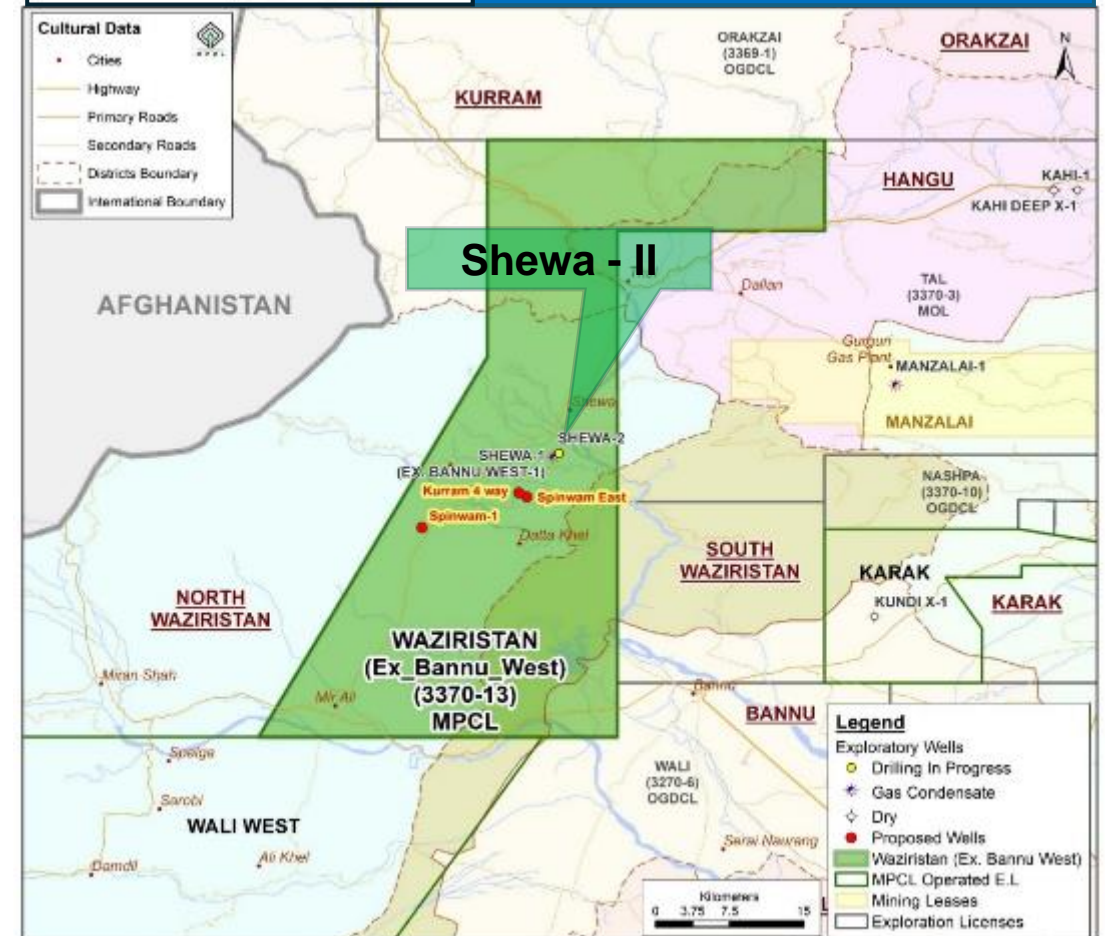 Cultural Data
Cities
Highway
Primary Roads
Secondary Roads
Districts Boundary
International Boundary
ORAKZAI
(3369-1)
OGDCL
ORAKZAI
N
KURRAM
HANGU
KAHI-1
KAHI DEEP X-1
Shewa - II
AFGHANISTAN
Dallan
TAL
(3370-3)
MOL
Gurguri
Gas Plant
MANZALAI-1
MANZALAI
Shewa
SHEWA-2
SHEWA-1
(EX. BANNU WEST-1)
Kurram 4 way
Spinwam East
Spinwam-1
Datta Khel
NASHPA
(3370-10)
OGDCL
SOUTH
WAZIRISTAN
KARAK
KUNDI X-1
KARAK
NORTH
WAZIRISTAN
WAZIRISTAN
(Ex_Bannu_West)
(3370-13)
MPCL
Miran Shah
Mir Ali
Bannu
BANNU
Spalga
WALI
(3270-6)
OGDCL
Sarobi
WALI WEST
Damdil
Ali Khel
Sarai Naurang
Legend
Exploratory Wells
Drilling In Progress
Gas Condensate
Dry
Proposed Wells
Waziristan (Ex. Bannu West)
MPCL Operated E.L
Mining Leases
Exploration Licenses
Kilometers
0 3.75 7.5 15